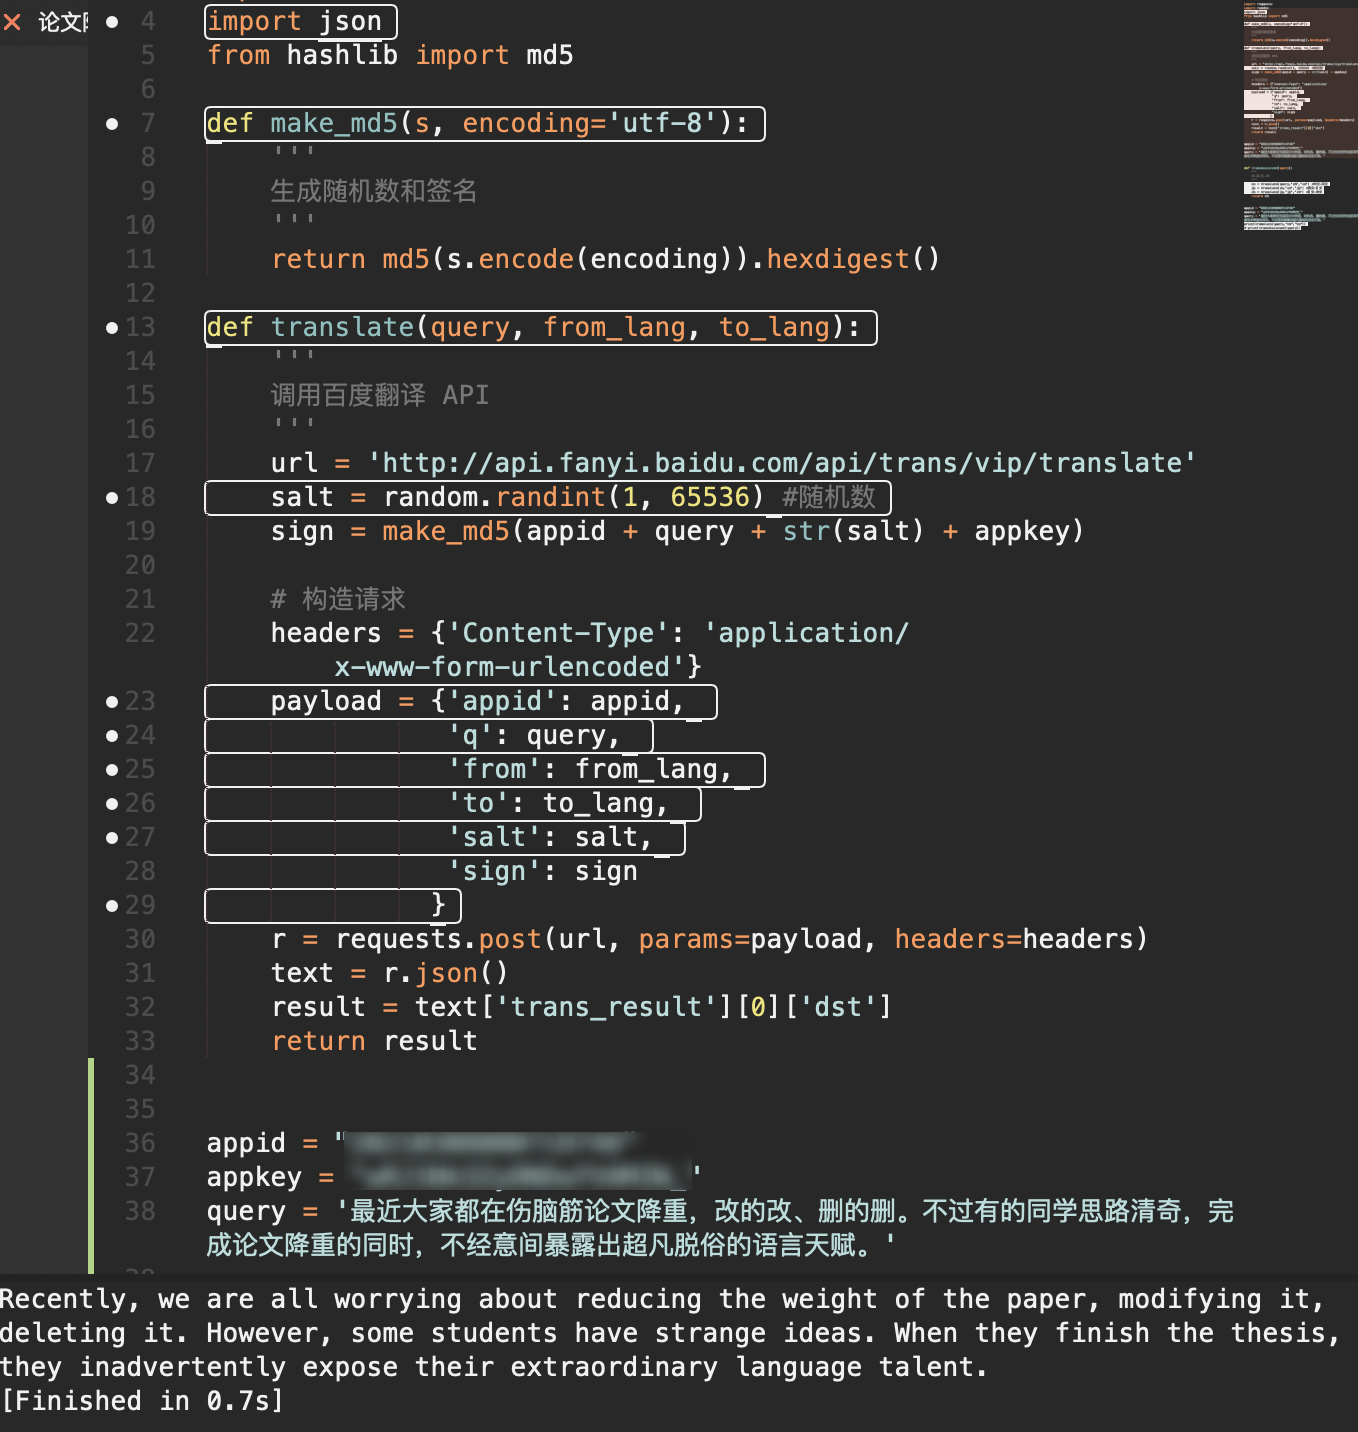 论文
4 import json
5 from hashlib import md5
6
7 def make_md5(s, encoding='utf-8'):
8 '''
9 生成随机数和签名
10 '''
11 return md5(s.encode(encoding)).hexdigest()
12
13 def translate(query, from_lang, to_lang):
14 '''
15 调用百度翻译 API
16 '''
17 url = 'http://api.fanyi.baidu.com/api/trans/vip/translate'
18 salt = random.randint(1, 65536) #随机数
19 sign = make_md5(appid + query + str(salt) + appkey)
20
21 # 构造请求
22 headers = {'Content-Type': 'application/
x-www-form-urlencoded'}
23 payload = {'appid': appid,
24 'q': query,
25 'from': from_lang,
26 'to': to_lang,
27 'salt': salt,
28 'sign': sign
29 }
30 r = requests.post(url, params=payload, headers=headers)
31 text = r.json()
32 result = text['trans_result'][0]['dst']
33 return result
34
35
36 appid = "
37 appkey = '
38 query = '最近大家都在伤脑筋论文降重，改的改、删的删。不过有的同学思路清奇，完
成论文降重的同时，不经意间暴露出超凡脱俗的语言天赋。'
Recently, we are all worrying about reducing the weight of the paper, modifying it,
deleting it. However, some students have strange ideas. When they finish the thesis,
they inadvertently expose their extraordinary language talent.
[Finished in 0.7s]